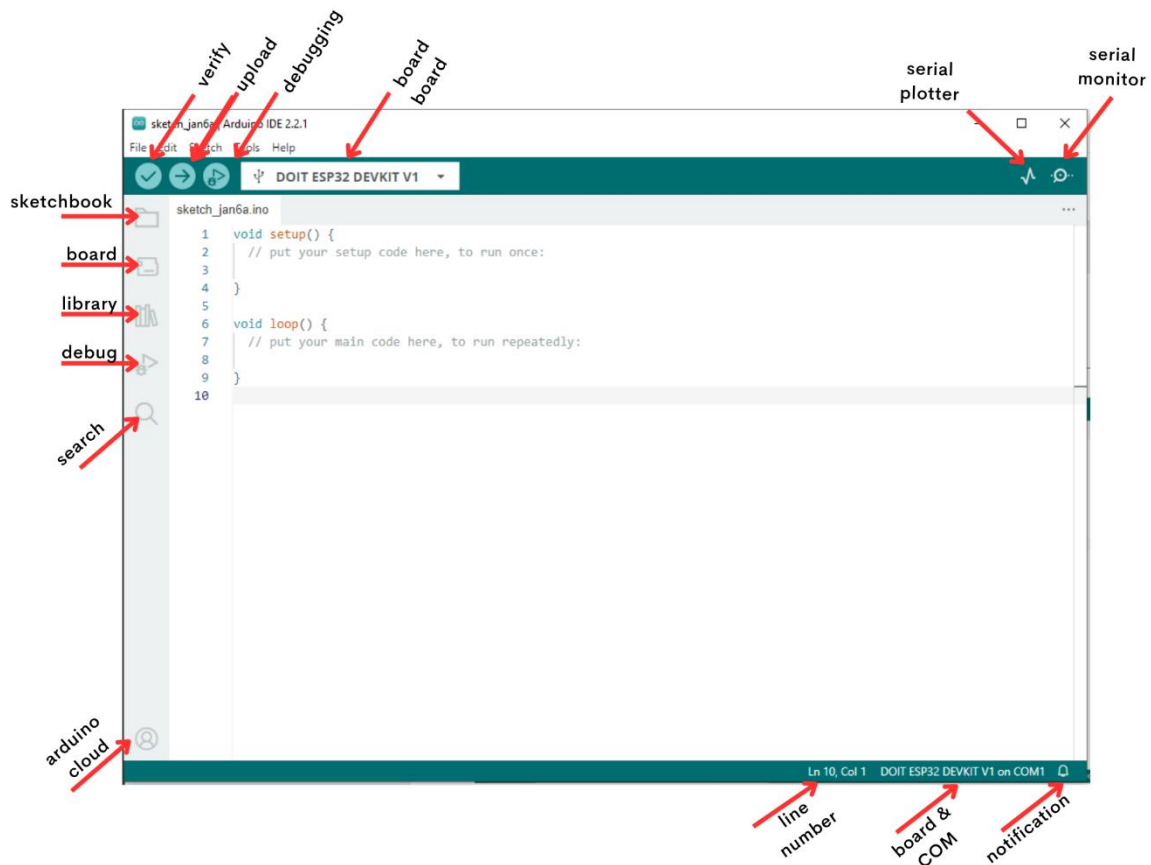 verify
upload
debugging
board
board
serial
plotter
serial
monitor
sketch_jan6a | Arduino IDE 2.2.1
File Edit Sketch Tools Help
DOIT ESP32 DEVKIT V1
sketchbook
board
library
debug
search
arduino
cloud
sketch_jan6a.ino
1 void setup() {
2 // put your setup code here, to run once:
3
4 }
5
6 void loop() {
7 // put your main code here, to run repeatedly:
8
9 }
10
Ln 10, Col 1 DOIT ESP32 DEVKIT V1 on COM1
line
number
board &
COM
notification